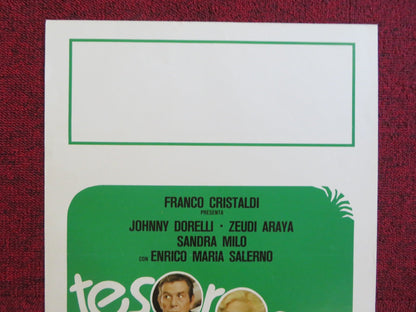 FRANCO CRISTALDI
PRESENTA
JOHNNY DORELLI · ZEUDI ARAYA
SANDRA MILO
CON ENRICO MARIA SALERNO